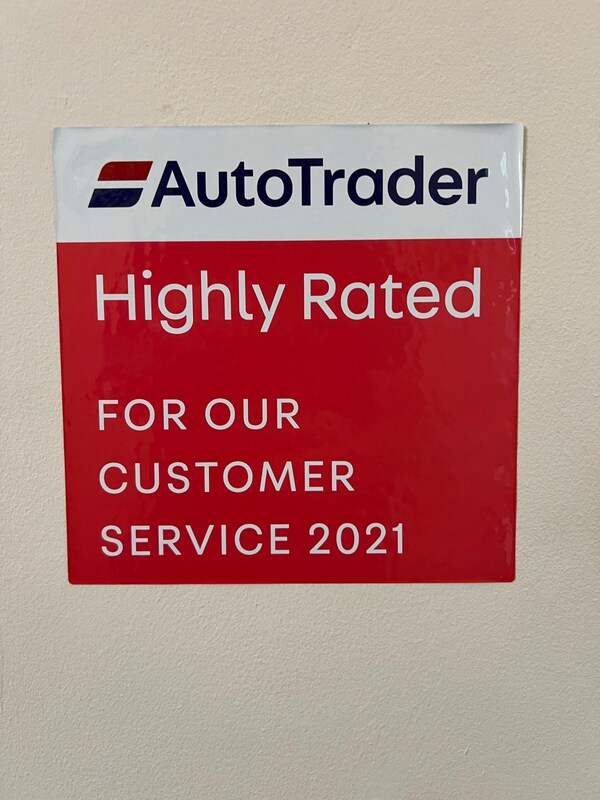 AutoTrader
Highly Rated
FOR OUR
CUSTOMER
SERVICE 2021